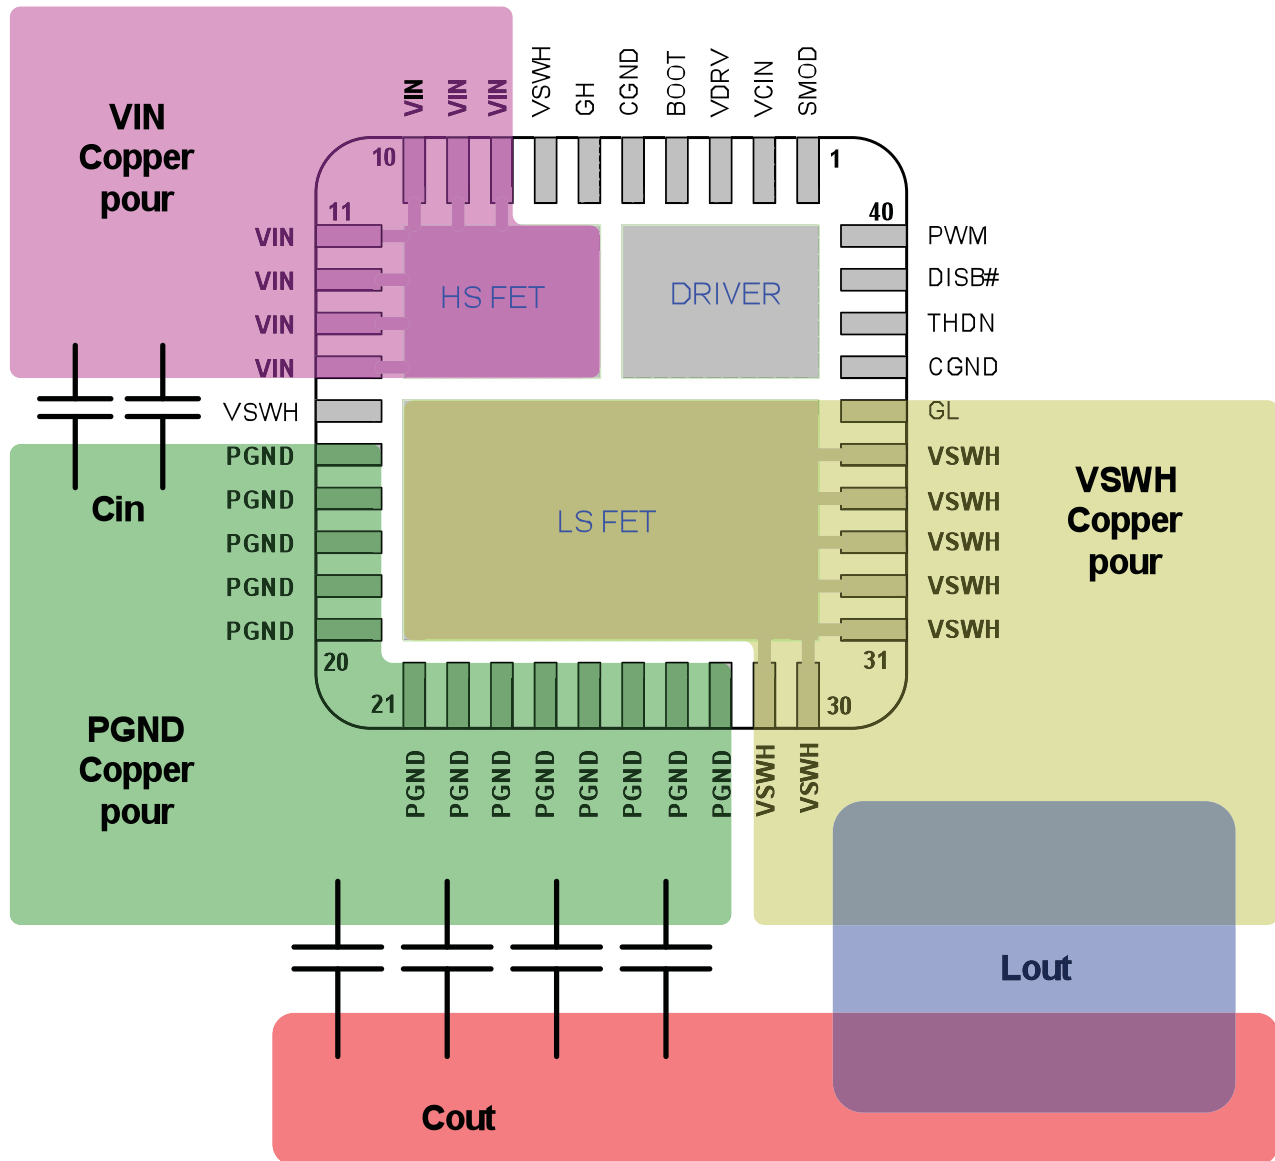 VIN
Copper
pour
VIN
VIN
VIN
VSWH
GH
CGND
BOOT
VDRV
VCIN
SMOD
10
1
11
40
VIN
VIN
VIN
VIN
VSWH
PGND
PGND
PGND
PGND
PGND
HS FET
DRIVER
LS FET
PWM
DISB#
THDN
CGND
GL
VSWH
VSWH
VSWH
VSWH
VSWH
VSWH
Copper
pour
Cin
20
21
31
30
PGND
Copper
pour
PGND
PGND
PGND
PGND
PGND
PGND
PGND
PGND
VSWH
VSWH
Lout
Cout